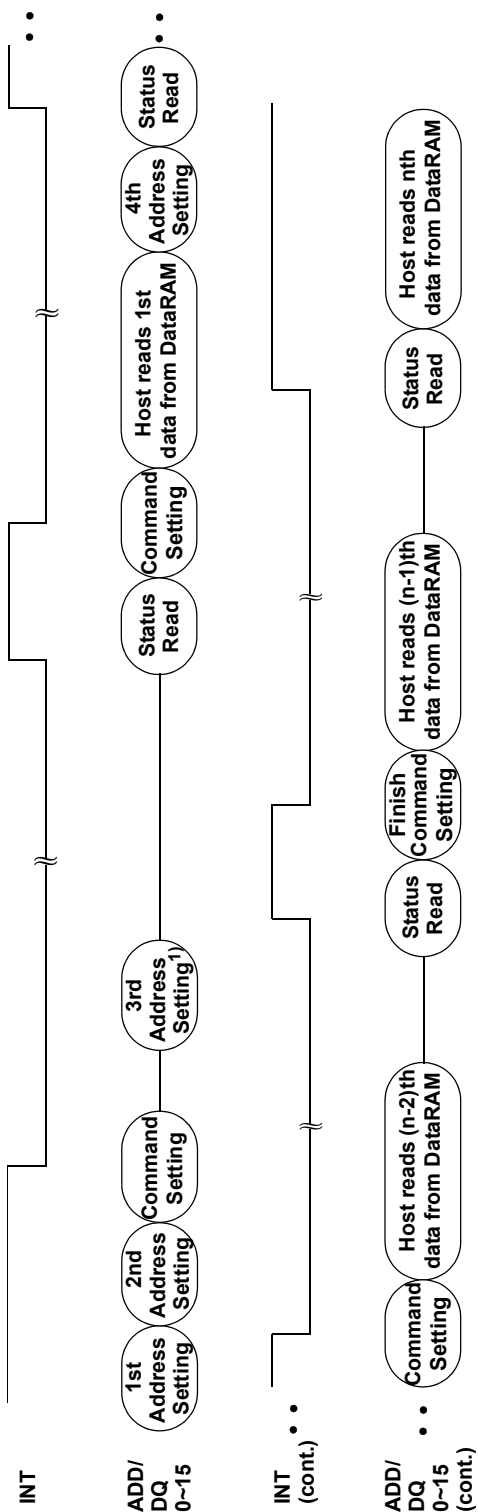 INT
ADD/
DQ
0~15
1st
Address
Setting
2nd
Address
Setting
Command
Setting
3rd
Address
Setting1)
Status
Read
Command
Setting
Host reads 1st
data from DataRAM
4th
Address
Setting
Status
Read
INT
(cont.)
ADD/
DQ
0~15
(cont.)
Command
Setting
Host reads (n-2)th
data from DataRAM
Status
Read
Finish
Command
Setting
Host reads (n-1)th
data from DataRAM
Status
Read
Host reads nth
data from DataRAM